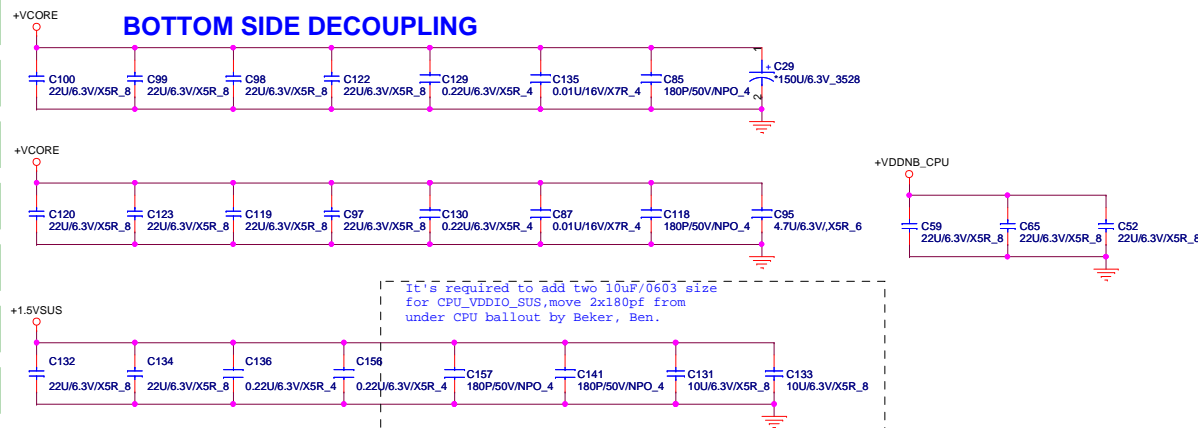 BOTTOM SIDE DECOUPLING
+VCORE
C100
22U/6.3V/X5R_8
C99
22U/6.3V/X5R_8
C98
22U/6.3V/X5R_8
C122
22U/6.3V/X5R_8
C129
0.22U/6.3V/X5R_4
C135
0.01U/16V/X7R_4
C85
180P/50V/NPO_4
1
+
2
C29
*150U/6.3V_3528
+VCORE
C120
22U/6.3V/X5R_8
C123
22U/6.3V/X5R_8
C119
22U/6.3V/X5R_8
C97
22U/6.3V/X5R_8
C130
0.22U/6.3V/X5R_4
C87
0.01U/16V/X7R_4
C118
180P/50V/NPO_4
C95
4.7U/6.3V/,X5R_6
+VDDNB_CPU
C59
22U/6.3V/X5R_8
C65
22U/6.3V/X5R_8
C52
22U/6.3V/X5R_8
It's required to add two 10uF/0603 size
for CPU_VDDIO_SUS,move 2x180pf from
under CPU ballout by Beker, Ben.
+1.5VSUS
C132
22U/6.3V/X5R_8
C134
22U/6.3V/X5R_8
C136
0.22U/6.3V/X5R_4
C156
0.22U/6.3V/X5R_4
C157
180P/50V/NPO_4
C141
180P/50V/NPO_4
C131
10U/6.3V/X5R_8
C133
10U/6.3V/X5R_8